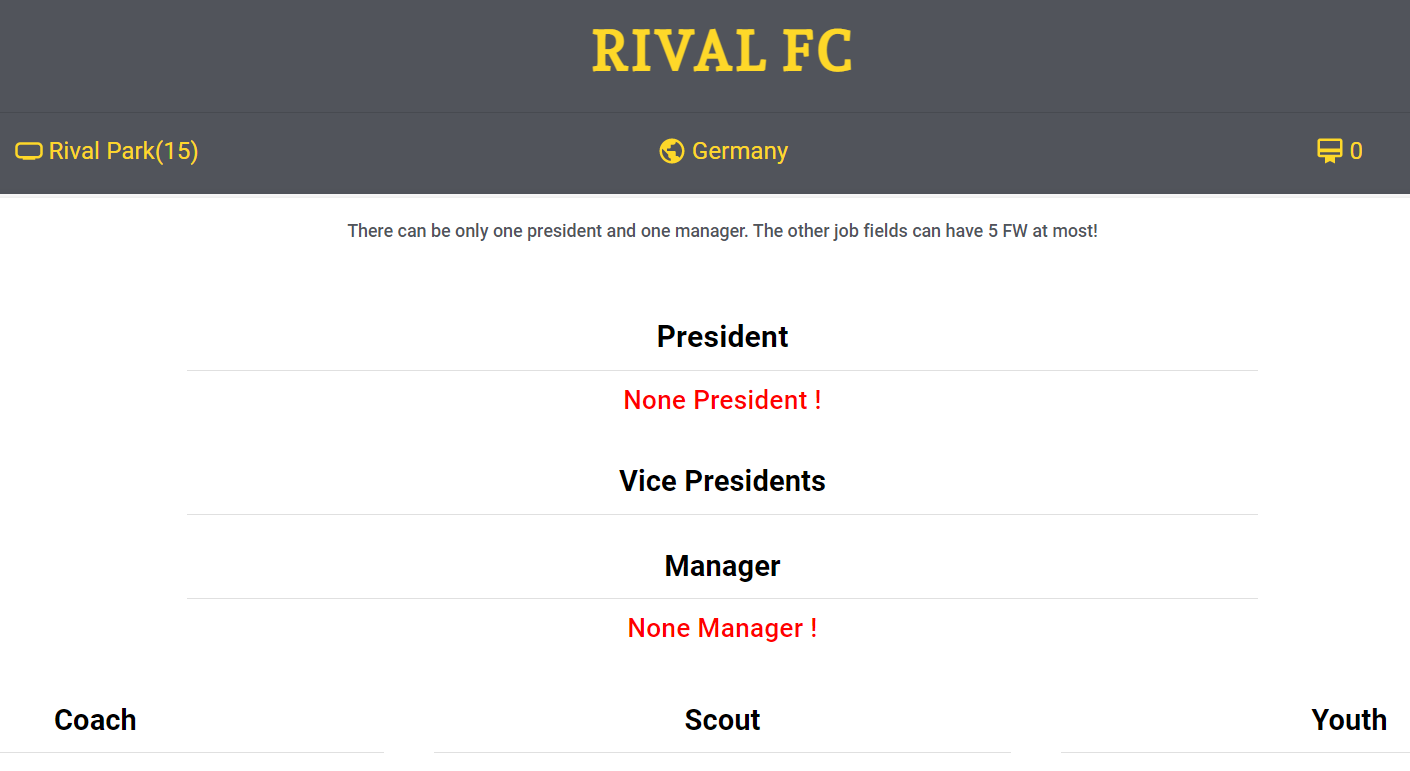 RIVAL FC
Rival Park(15) Germany 0
There can be only one president and one manager. The other job fields can have 5 FW at most!
President
None President !
Vice Presidents
Manager
None Manager !
Coach Scout Youth